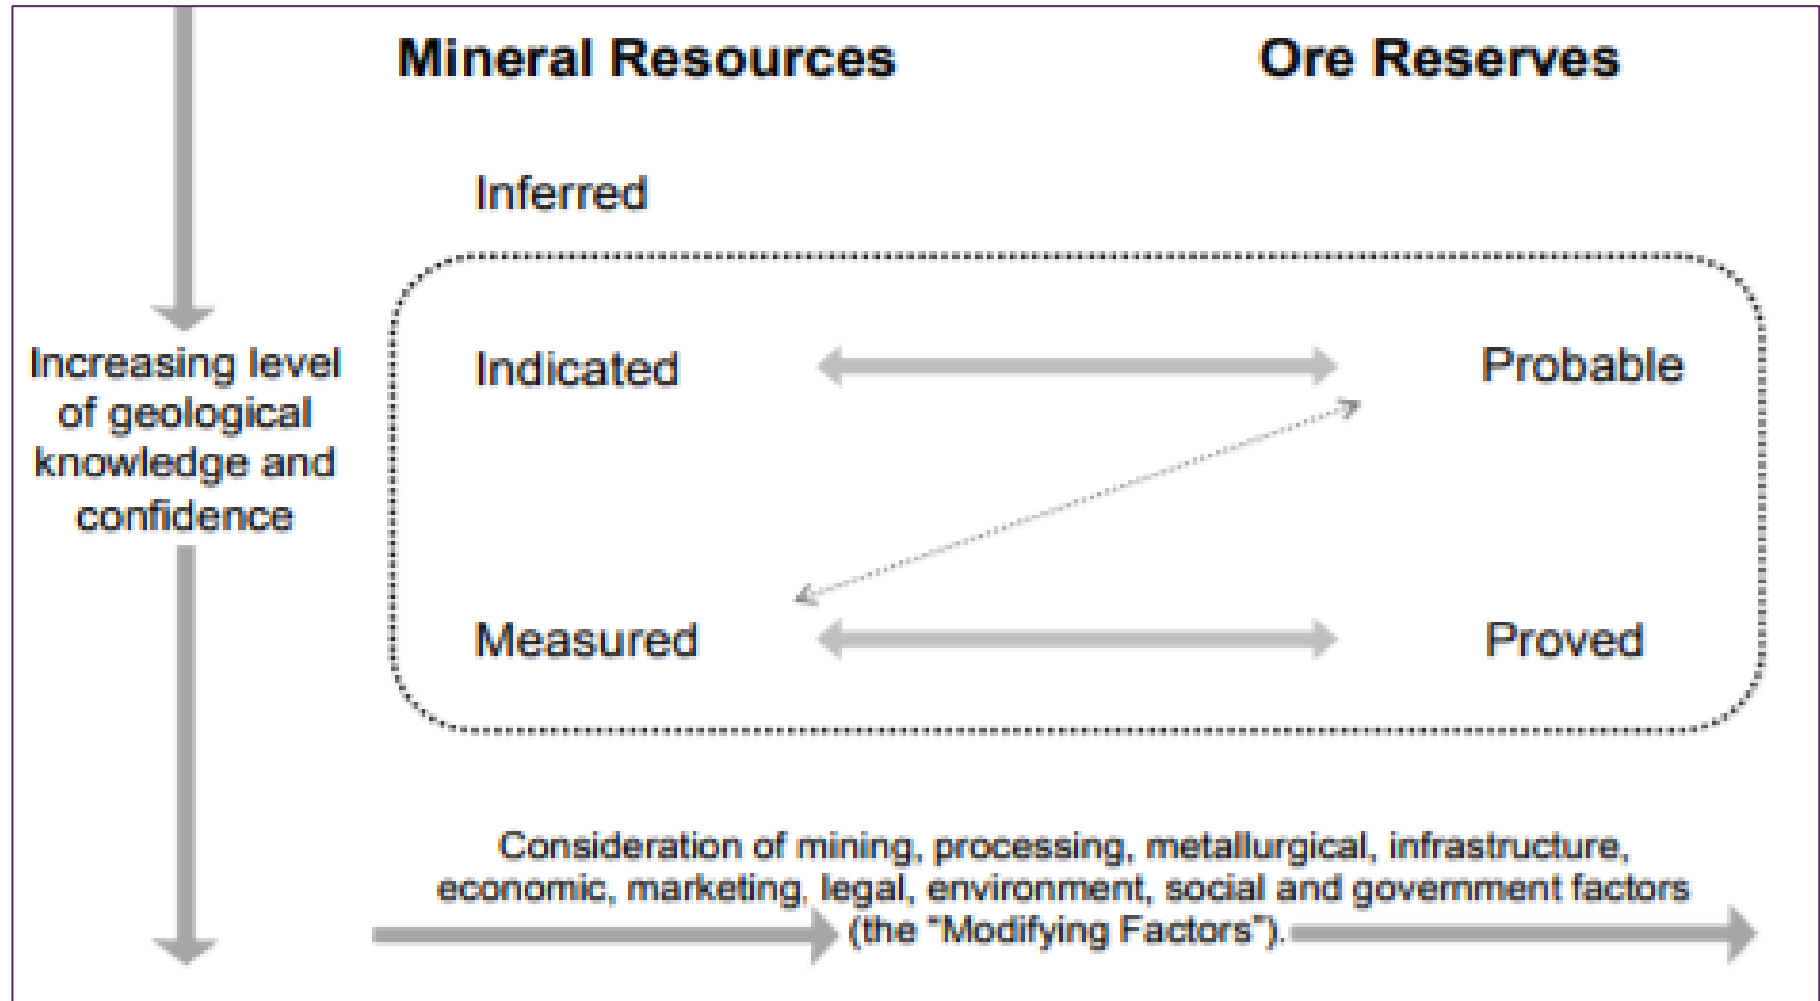 Mineral Resources
Ore Reserves
Inferred
Increasing level
of geological
knowledge and
confidence
Indicated
Probable
Measured
Proved
Consideration of mining, processing, metallurgical, infrastructure,
economic, marketing, legal, environment, social and government factors
(the "Modifying Factors").